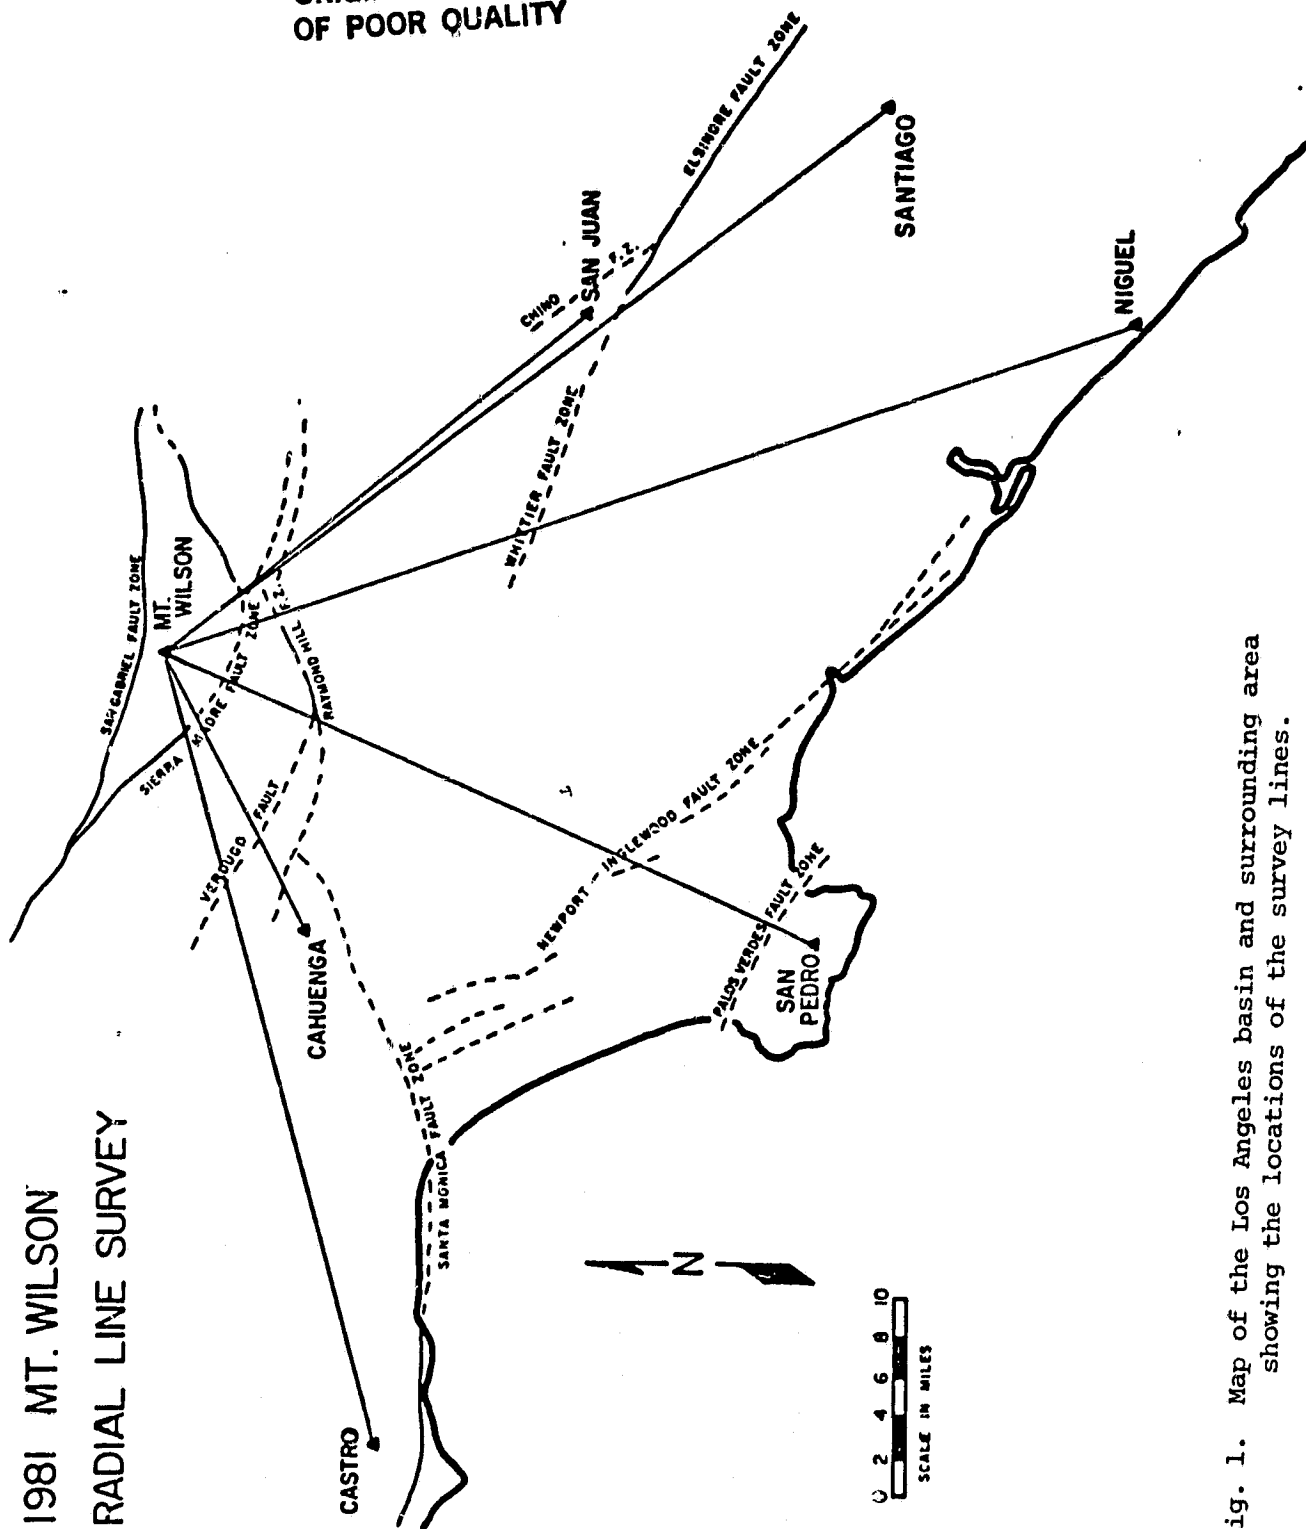 OF POOR QUALITY
1981 MT. WILSON
RADIAL LINE SURVEY
SAN GABRIEL FAULT ZONE
MT.
WILSON
SIERRA MADRE FAULT ZONE
RAYMOND HILL F.Z.
VERDUGO FAULT
CAHUENGA
CASTRO
SANTA MONICA FAULT ZONE
NEWPORT - INGLEWOOD FAULT ZONE
PALOS VERDES FAULT ZONE
SAN
PEDRO
WHITTIER FAULT ZONE
CHINO F.Z.
SAN JUAN
ELSINORE FAULT ZONE
SANTIAGO
NIGUEL
N
0 2 4 6 8 10
SCALE IN MILES
ig. 1. Map of the Los Angeles basin and surrounding area
showing the locations of the survey lines.